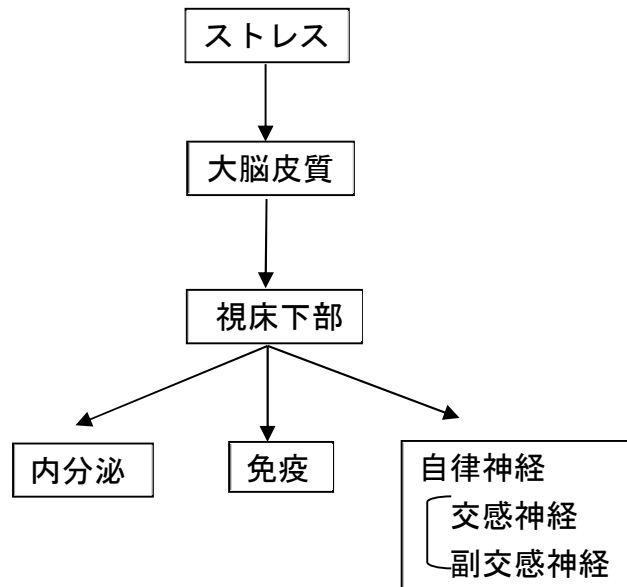 ストレス
大脳皮質
視床下部
内分泌
免疫
自律神経
交感神経
副交感神経